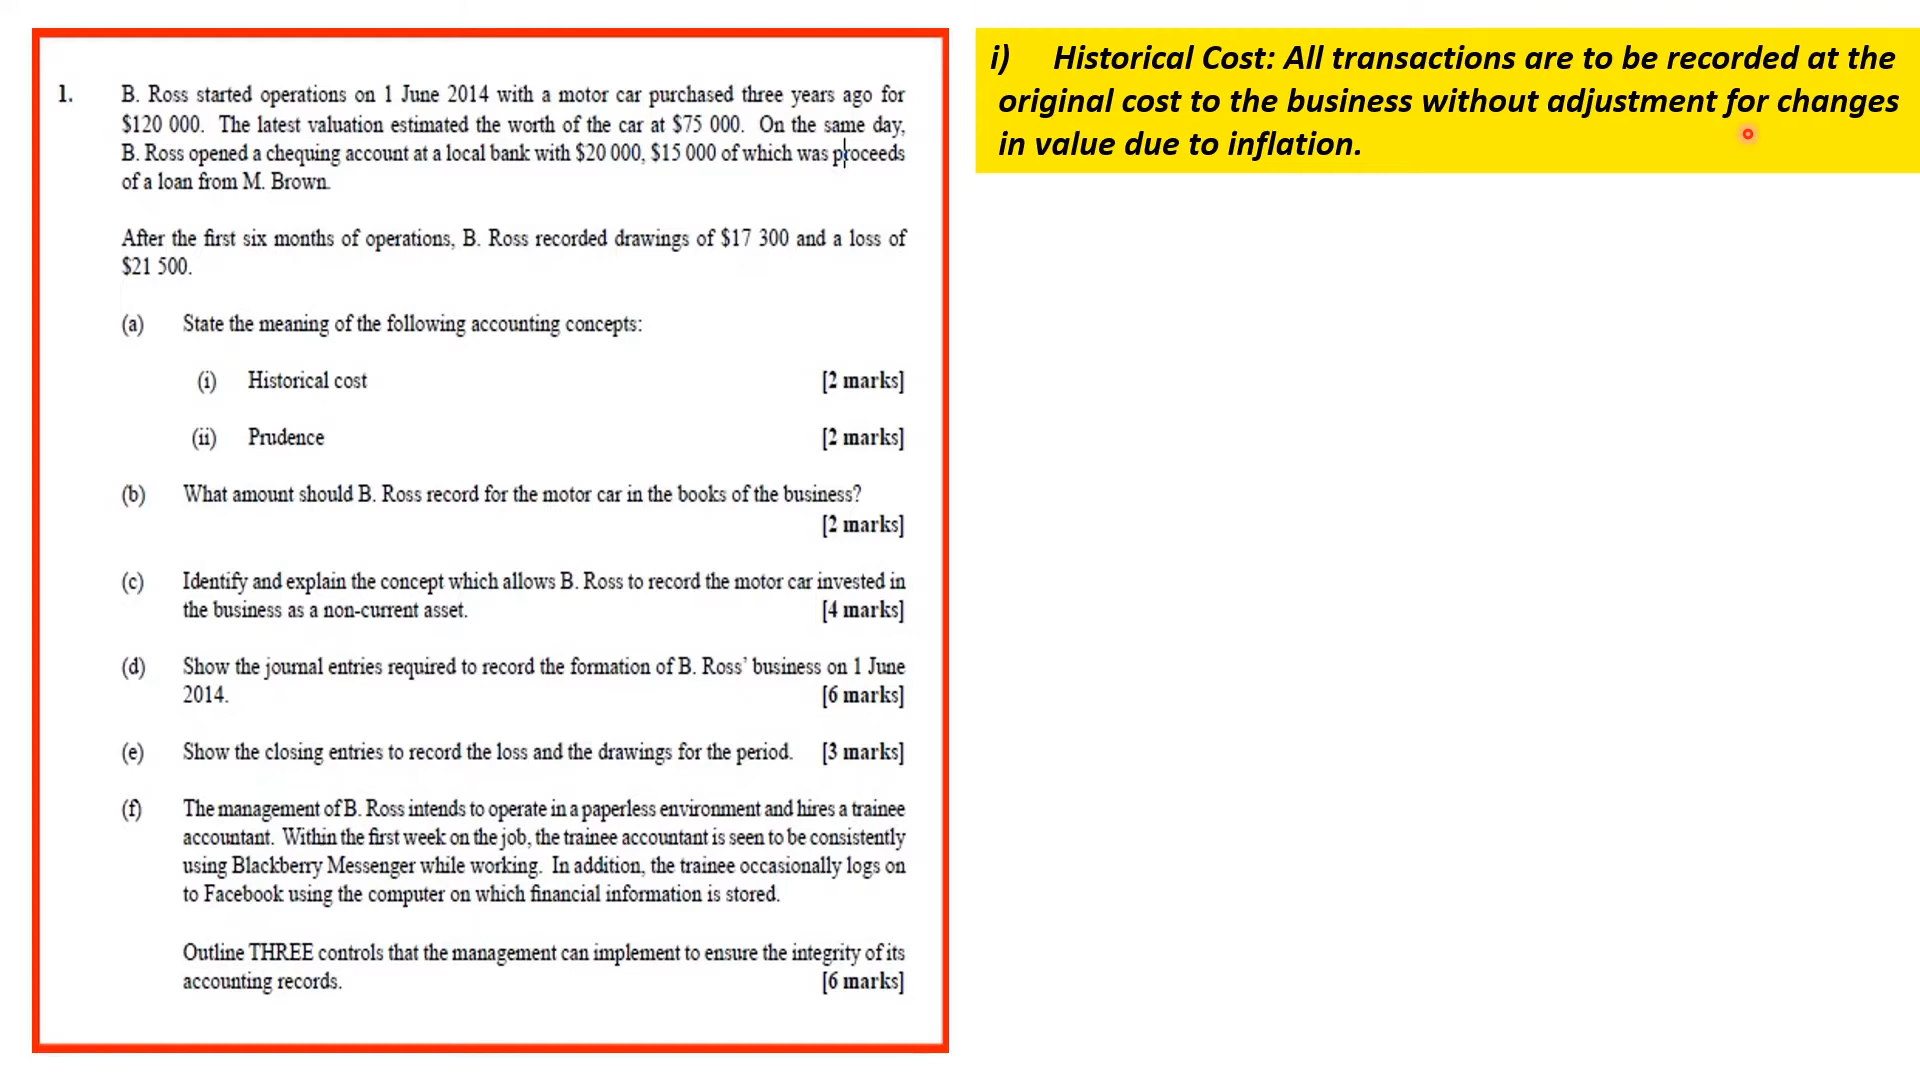 1. B. Ross started operations on 1 June 2014 with a motor car purchased three years ago for
$120 000. The latest valuation estimated the worth of the car at $75 000. On the same day,
B. Ross opened a chequing account at a local bank with $20 000, $15 000 of which was proceeds
of a loan from M. Brown.
After the first six months of operations, B. Ross recorded drawings of $17 300 and a loss of
$21 500.
(a) State the meaning of the following accounting concepts:
(i) Historical cost [2 marks]
(ii) Prudence [2 marks]
(b) What amount should B. Ross record for the motor car in the books of the business?
[2 marks]
(c) Identify and explain the concept which allows B. Ross to record the motor car invested in
the business as a non-current asset. [4 marks]
(d) Show the journal entries required to record the formation of B. Ross' business on 1 June
2014. [6 marks]
(e) Show the closing entries to record the loss and the drawings for the period. [3 marks]
(f) The management of B. Ross intends to operate in a paperless environment and hires a trainee
accountant. Within the first week on the job, the trainee accountant is seen to be consistently
using Blackberry Messenger while working. In addition, the trainee occasionally logs on
to Facebook using the computer on which financial information is stored.
Outline THREE controls that the management can implement to ensure the integrity of its
accounting records. [6 marks]
i) Historical Cost: All transactions are to be recorded at the
original cost to the business without adjustment for changes
in value due to inflation.